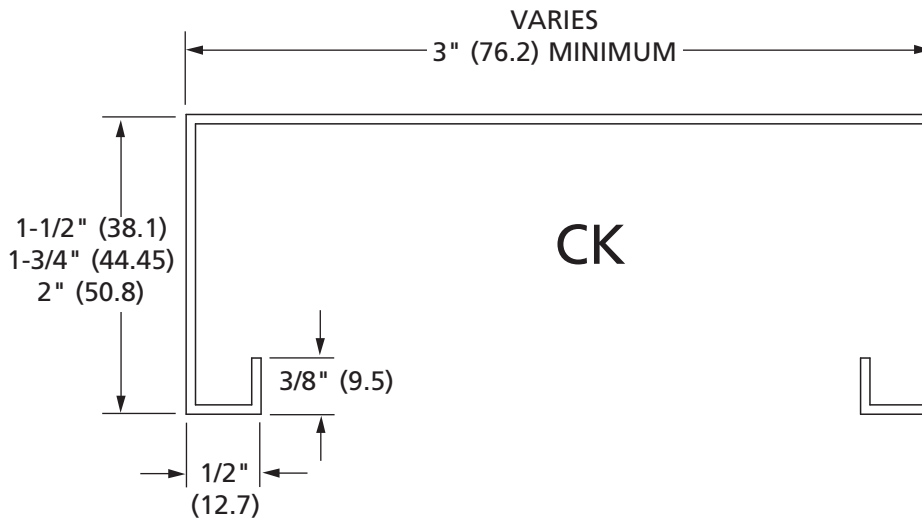 VARIES
3" (76.2) MINIMUM
1-1/2" (38.1)
1-3/4" (44.45)
2" (50.8)
CK
3/8" (9.5)
1/2"
(12.7)